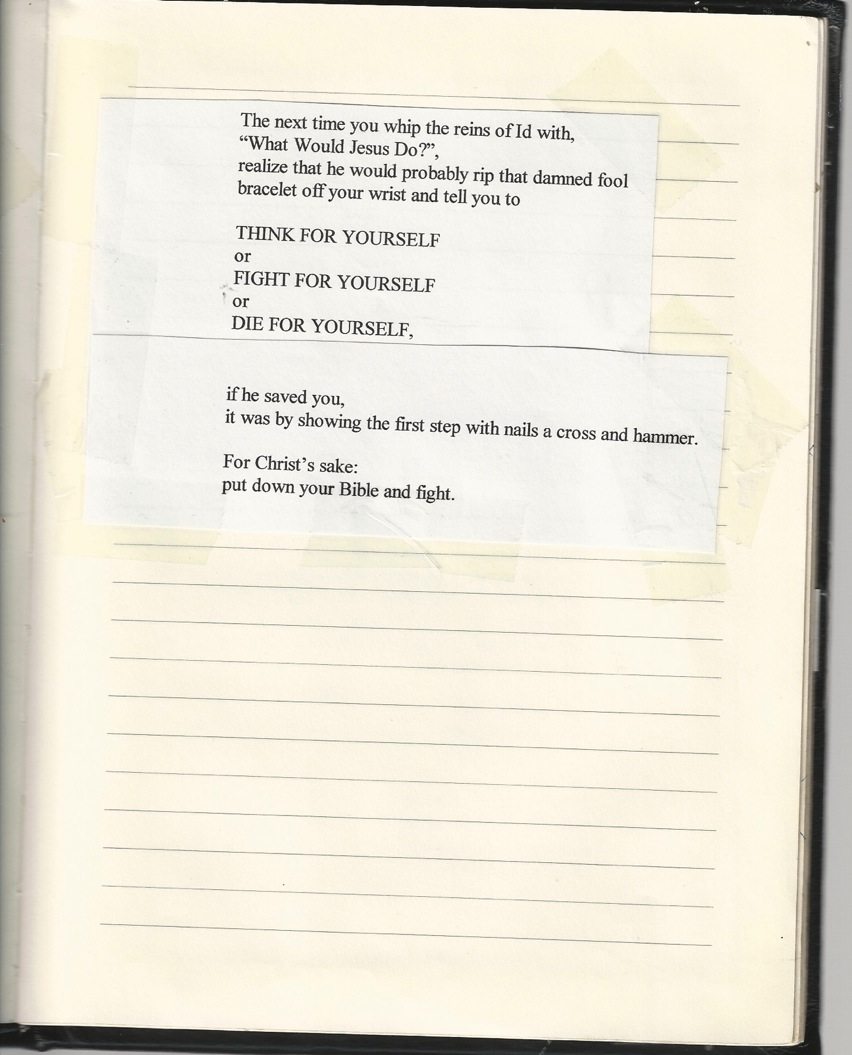 The next time you whip the reins of Id with,
“What Would Jesus Do?”,
realize that he would probably rip that damned fool
bracelet off your wrist and tell you to
THINK FOR YOURSELF
or
FIGHT FOR YOURSELF
or
DIE FOR YOURSELF,
if he saved you,
it was by showing the first step with nails a cross and hammer.
For Christ’s sake:
put down your Bible and fight.